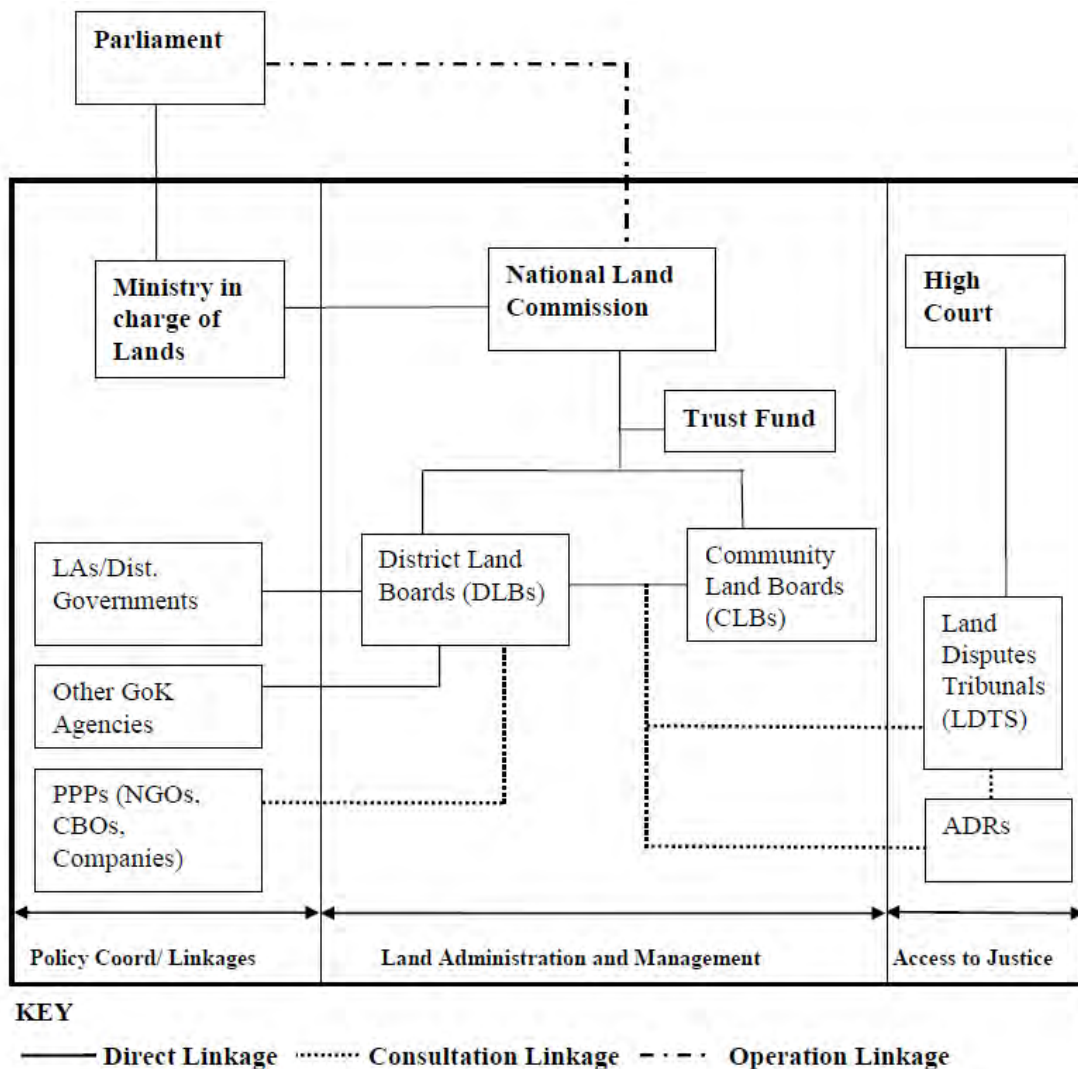 Parliament
Ministry in
charge of
Lands
National Land
Commission
High
Court
Trust Fund
LAs/Dist.
Governments
District Land
Boards (DLBs)
Community
Land Boards
(CLBs)
Land
Disputes
Tribunals
(LDTS)
Other GoK
Agencies
PPPs (NGOs,
CBOs,
Companies)
ADRs
Policy Coord/ Linkages
Land Administration and Management
Access to Justice
KEY
Direct Linkage
Consultation Linkage
Operation Linkage